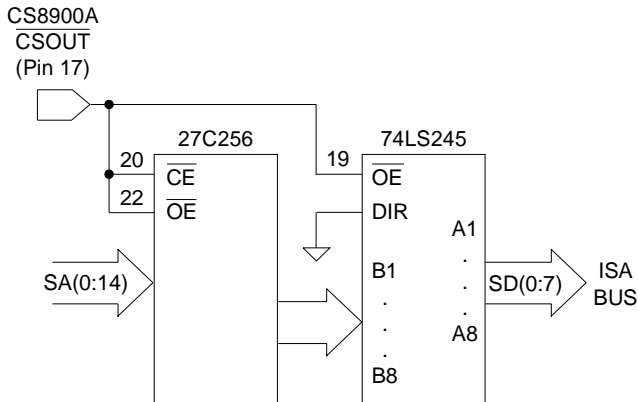 CS8900A
CSOUT
(Pin 17)
27C256
74LS245
20
CE
22
OE
19
OE
DIR
SA(0:14)
B1
.
.
.
B8
A1
.
.
.
A8
SD(0:7)
ISA
BUS